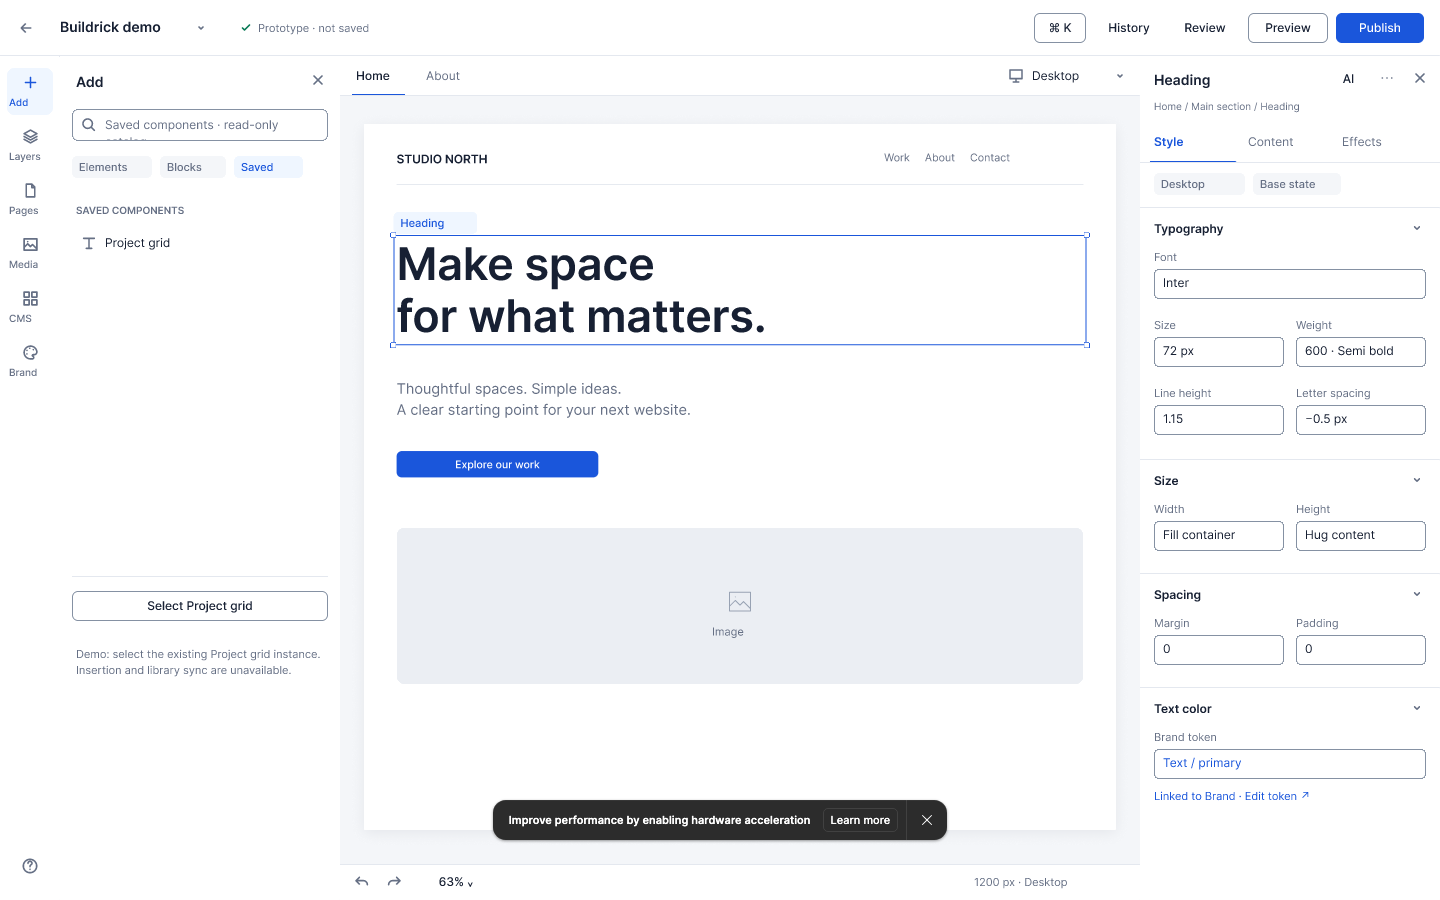 Buildrick demo
Prototype · not saved
⌘ K
History
Review
Preview
Publish
Add
Layers
Pages
Media
CMS
Brand
Add
Saved components · read-only
Elements
Blocks
Saved
SAVED COMPONENTS
Project grid
Select Project grid
Demo: select the existing Project grid instance.
Insertion and library sync are unavailable.
Home
About
Desktop
STUDIO NORTH
Work
About
Contact
Heading
Make space
for what matters.
Thoughtful spaces. Simple ideas.
A clear starting point for your next website.
Explore our work
Image
Improve performance by enabling hardware acceleration
Learn more
63%
1200 px · Desktop
Heading
AI
Home / Main section / Heading
Style
Content
Effects
Desktop
Base state
Typography
Font
Inter
Size
Weight
72 px
600 · Semi bold
Line height
Letter spacing
1.15
−0.5 px
Size
Width
Height
Fill container
Hug content
Spacing
Margin
Padding
0
0
Text color
Brand token
Text / primary
Linked to Brand · Edit token ↗